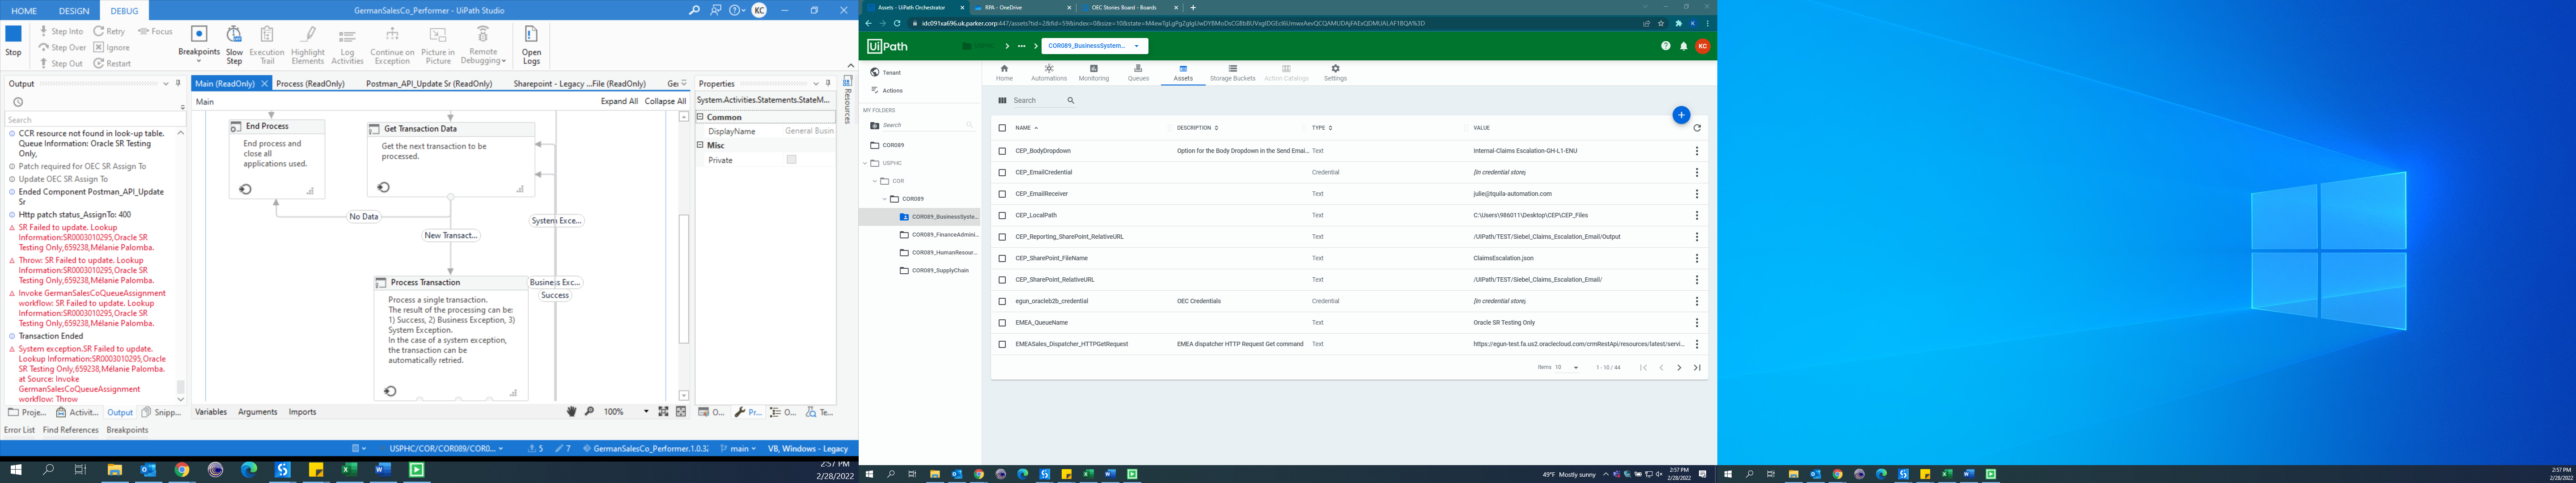 HOME
DESIGN
DEBUG
GermanSalesCo_Performer - UiPath Studio
KC
Stop
Step Into
Step Over
Step Out
Retry
Ignore
Restart
Focus
Breakpoints
Slow
Step
Execution
Trail
Highlight
Elements
Log
Activities
Continue on
Exception
Picture in
Picture
Remote
Debugging
Open
Logs
Output
Search
CCR resource not found in look-up table.
Queue Information: Oracle SR Testing
Only,
Patch required for OEC SR Assign To
Update OEC SR Assign To
Ended Component Postman_API_Update
Sr
Http patch status_AssignTo: 400
SR Failed to update. Lookup
Information:SR0003010295,Oracle SR
Testing Only,659238,Mélanie Palomba.
Throw: SR Failed to update. Lookup
Information:SR0003010295,Oracle SR
Testing Only,659238,Mélanie Palomba.
Invoke GermanSalesCoQueueAssignment
workflow: SR Failed to update. Lookup
Information:SR0003010295,Oracle SR
Testing Only,659238,Mélanie Palomba.
Transaction Ended
System exception.SR Failed to update.
Lookup Information:SR0003010295,Oracle
SR Testing Only,659238,Mélanie Palomba.
at Source: Invoke
GermanSalesCoQueueAssignment
workflow: Throw
Proje...
Activit...
Output
Snipp...
Error List
Find References
Breakpoints
Main (ReadOnly)
Process (ReadOnly)
Postman_API_Update Sr (ReadOnly)
Sharepoint - Legacy ...File (ReadOnly)
Main
Expand All
Collapse All
End Process
End process and
close all
applications used.
Get Transaction Data
Get the next transaction to be
processed.
No Data
New Transact...
System Exce...
Process Transaction
Business Exc...
Success
Process a single transaction.
The result of the processing can be:
1) Success, 2) Business Exception, 3)
System Exception.
In the case of a system exception,
the transaction can be
automatically retried.
Variables
Arguments
Imports
100%
Properties
System.Activities.Statements.StateM...
Common
DisplayName
General Busin
Misc
Private
Resources
O...
Pr...
O...
Te...
USPHC/COR/COR089/COR0...
5
7
GermanSalesCo_Performer.1.0.3
main
VB, Windows - Legacy
2:57 PM
2/28/2022
Assets - UiPath Orchestrator
RPA - OneDrive
OEC Stories Board - Boards
UiPath
USPHC
COR089_BusinessSystem...
KC
Tenant
Actions
MY FOLDERS
Search
COR089
USPHC
COR
COR089
COR089_BusinessSyste...
COR089_FinanceAdmini...
COR089_HumanResour...
COR089_SupplyChain
Home
Automations
Monitoring
Queues
Assets
Storage Buckets
Action Catalogs
Settings
Search
NAME
DESCRIPTION
TYPE
VALUE
CEP_BodyDropdown
Option for the Body Dropdown in the Send Emai...
Text
Internal-Claims Escalation-GH-L1-ENU
CEP_EmailCredential
Credential
[In credential store]
CEP_EmailReceiver
Text
julie@tquila-automation.com
CEP_LocalPath
Text
C:\Users\986011\Desktop\CEP\CEP_Files
CEP_Reporting_SharePoint_RelativeURL
Text
/UiPath/TEST/Siebel_Claims_Escalation_Email/Output
CEP_SharePoint_FileName
Text
ClaimsEscalation.json
CEP_SharePoint_RelativeURL
Text
/UiPath/TEST/Siebel_Claims_Escalation_Email/
egun_oracleb2b_credential
OEC Credentials
Credential
[In credential store]
EMEA_QueueName
Text
Oracle SR Testing Only
EMEASales_Dispatcher_HTTPGetRequest
EMEA dispatcher HTTP Request Get command
Text
https://egun-test.fa.us2.oraclecloud.com/crmRestApi/resources/latest/servi...
Items 10
1 - 10 / 44
49°F Mostly sunny
2:57 PM
2/28/2022
2:57 PM
2/28/2022